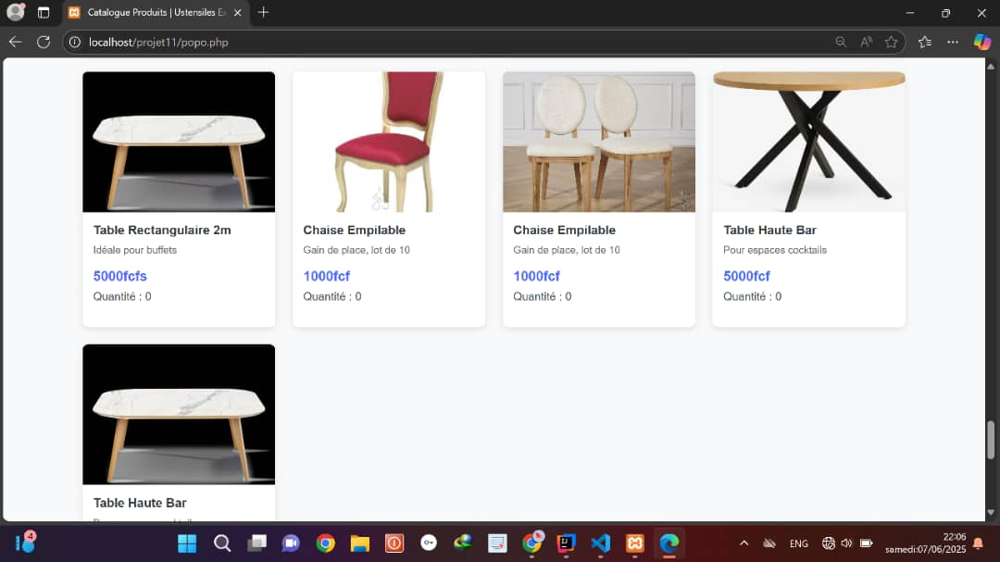 Catalogue Produits | Ustensiles E
localhost/projet11/popo.php
Table Rectangulaire 2m
Idéale pour buffets
5000fcfs
Quantité : 0
Chaise Empilable
Gain de place, lot de 10
1000fcf
Quantité : 0
Chaise Empilable
Gain de place, lot de 10
1000fcf
Quantité : 0
Table Haute Bar
Pour espaces cocktails
5000fcf
Quantité : 0
Table Haute Bar
4
ENG
22:06
samedi:07/06/2025